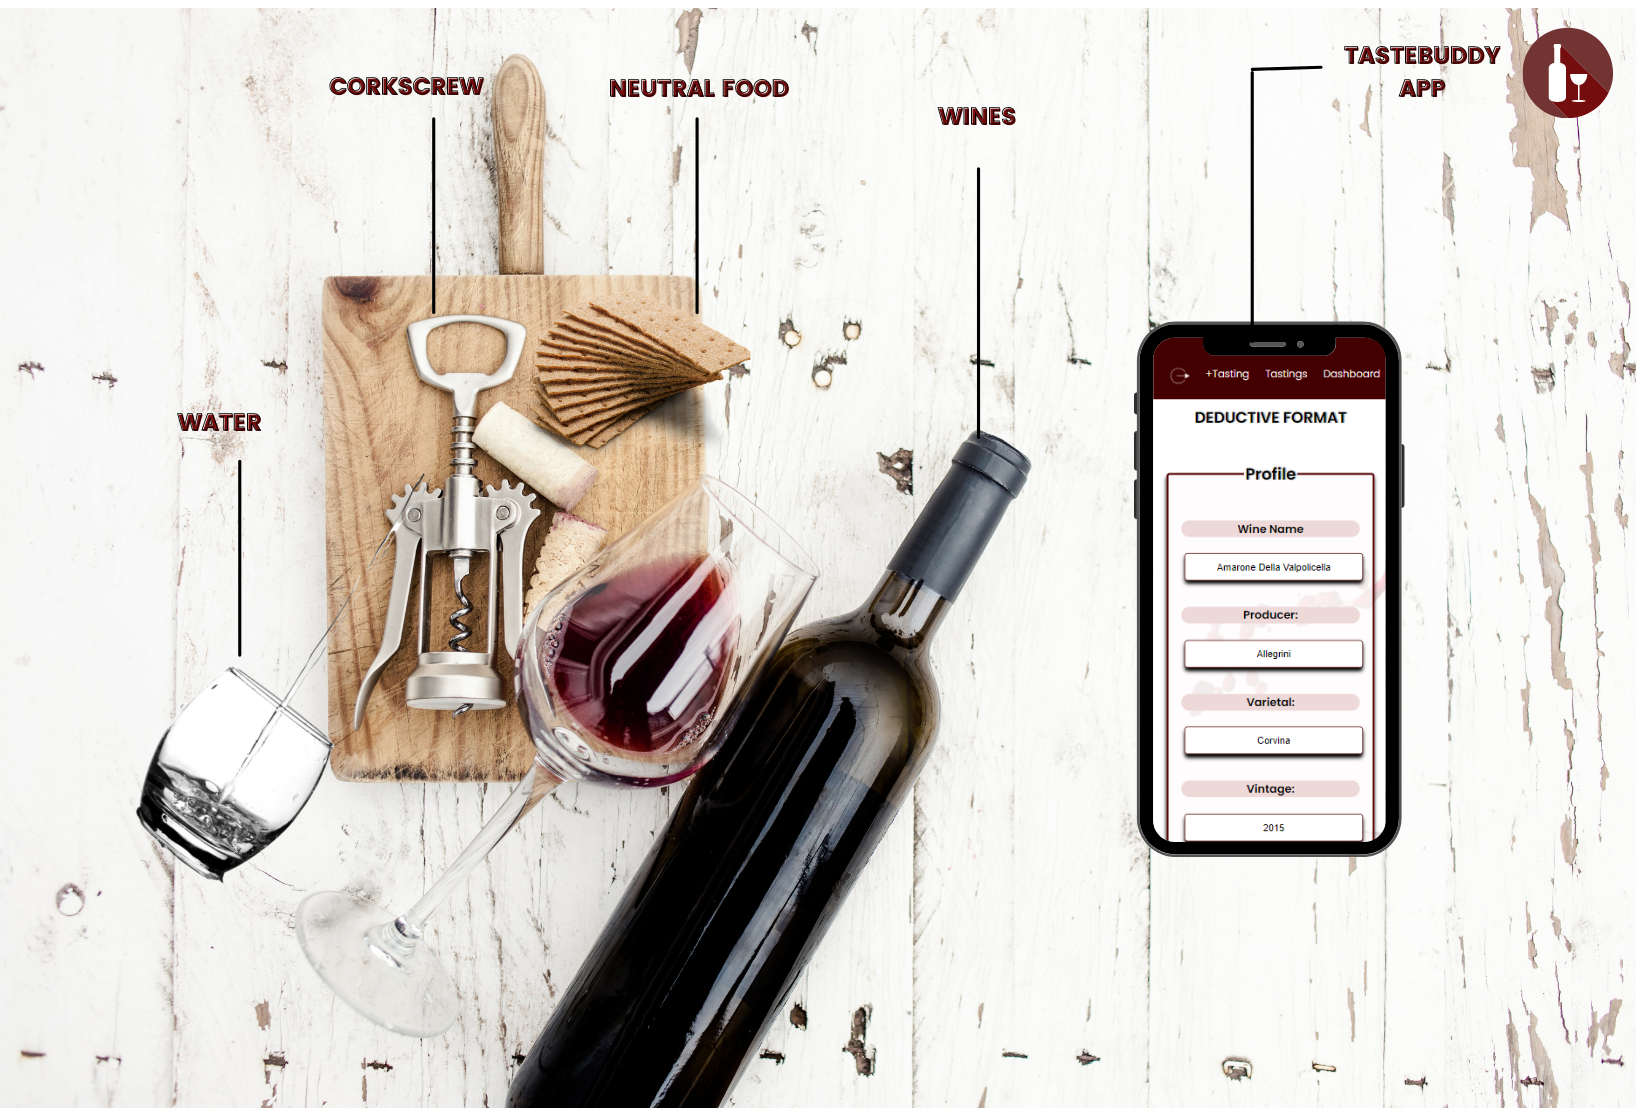 CORKSCREW
NEUTRAL FOOD
WINES
TASTEBUDDY
APP
WATER
+Tasting Tastings Dashboard
DEDUCTIVE FORMAT
Profile
Wine Name
Amarone Della Valpolicella
Producer:
Allegrini
Varietal:
Corvina
Vintage:
2015